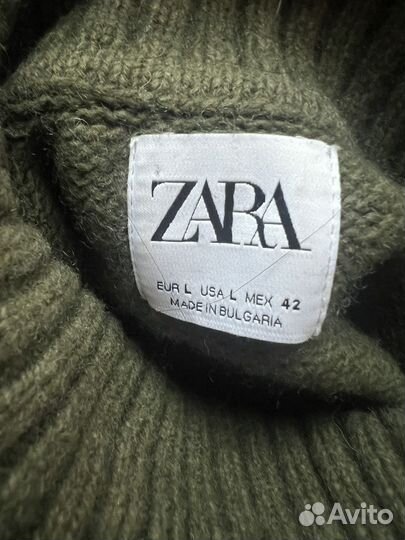 ZARA
EUR L USA L MEX 42
MADE IN BULGARIA
Avito